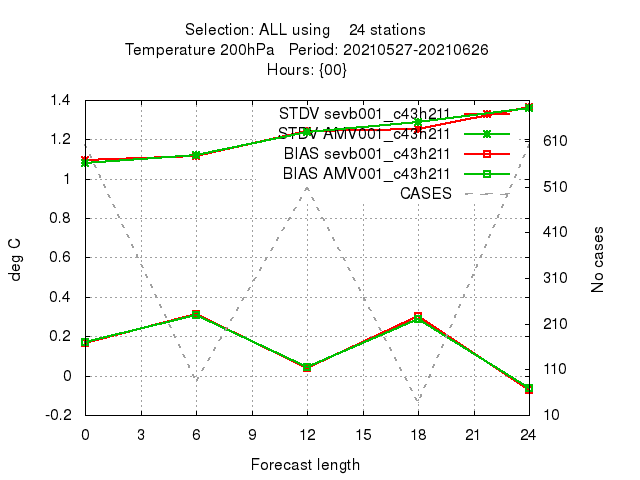 Selection: ALL using 24 stations
Temperature 200hPa Period: 20210527-20210626
Hours: {00}
STDV sevb001_c43h211
STDV AMV001_c43h211
BIAS sevb001_c43h211
BIAS AMV001_c43h211
CASES
deg C
1.4
1.2
1
0.8
0.6
0.4
0.2
0
-0.2
No cases
610
510
410
310
210
110
10
0 3 6 9 12 15 18 21 24
Forecast length